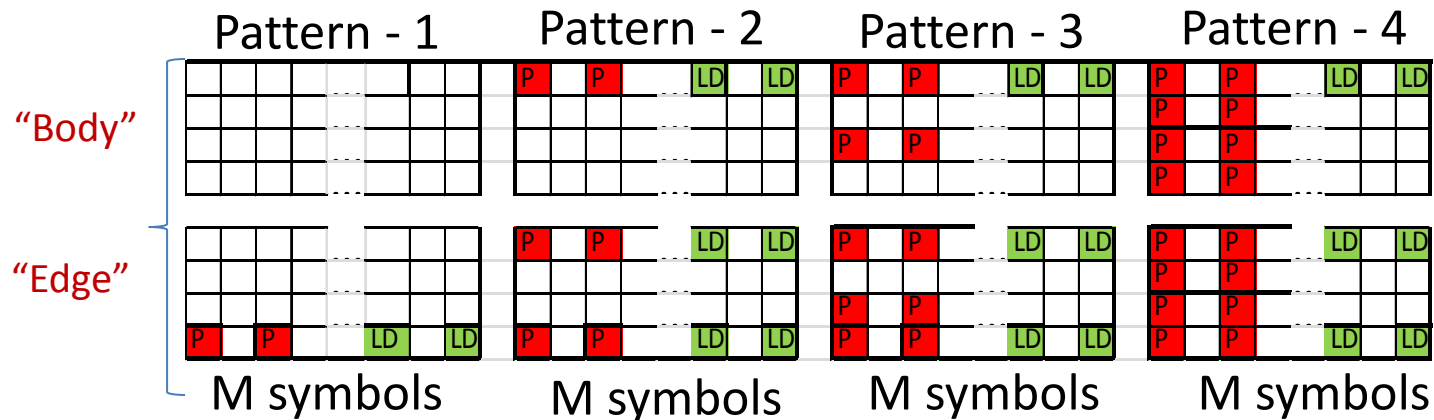 Pattern - 1 Pattern - 2 Pattern - 3 Pattern - 4
P P LD LD P P LD LD P P LD LD
P P
“Body”
P P P P
P P
P P LD LD P P LD LD P P LD LD
“Edge”
P P
P P P P
P P LD LD P P LD LD P P LD LD P P LD LD
M symbols M symbols M symbols M symbols